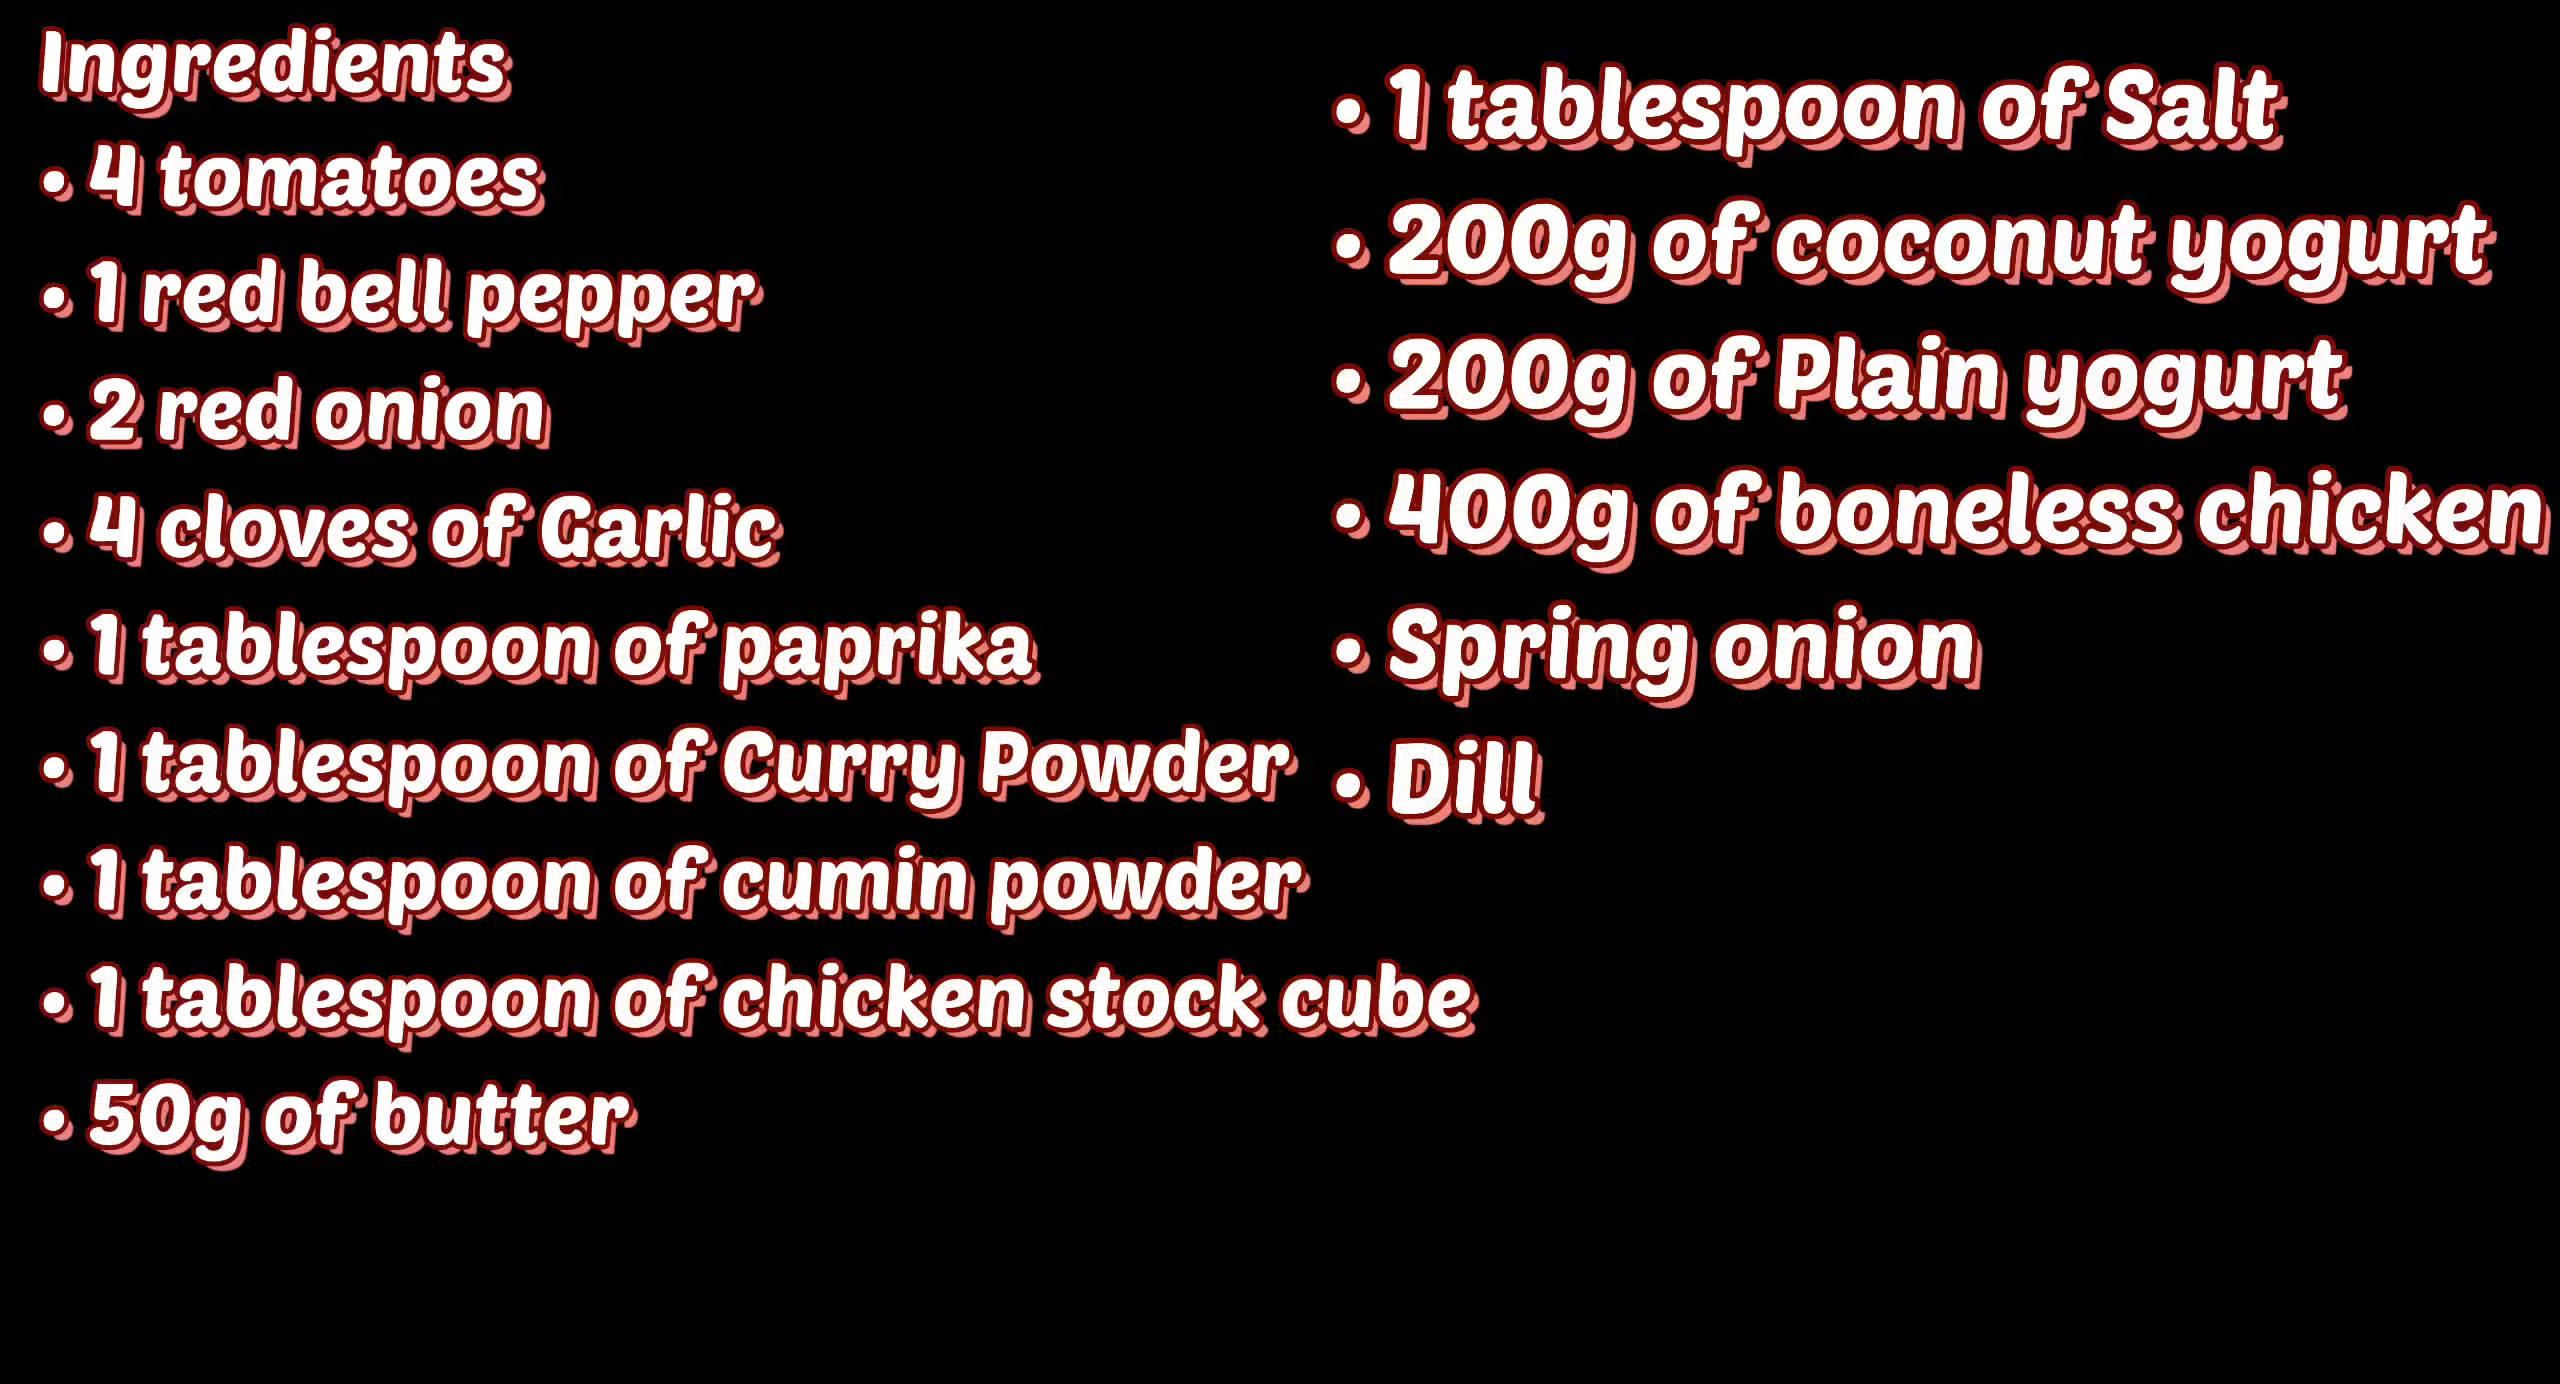 Ingredients
• 4 tomatoes
• 1 red bell pepper
• 2 red onion
• 4 cloves of Garlic
• 1 tablespoon of paprika
• 1 tablespoon of Curry Powder
• 1 tablespoon of cumin powder
• 1 tablespoon of chicken stock cube
• 50g of butter
• 1 tablespoon of Salt
• 200g of coconut yogurt
• 200g of Plain yogurt
• 400g of boneless chicken
• Spring onion
• Dill